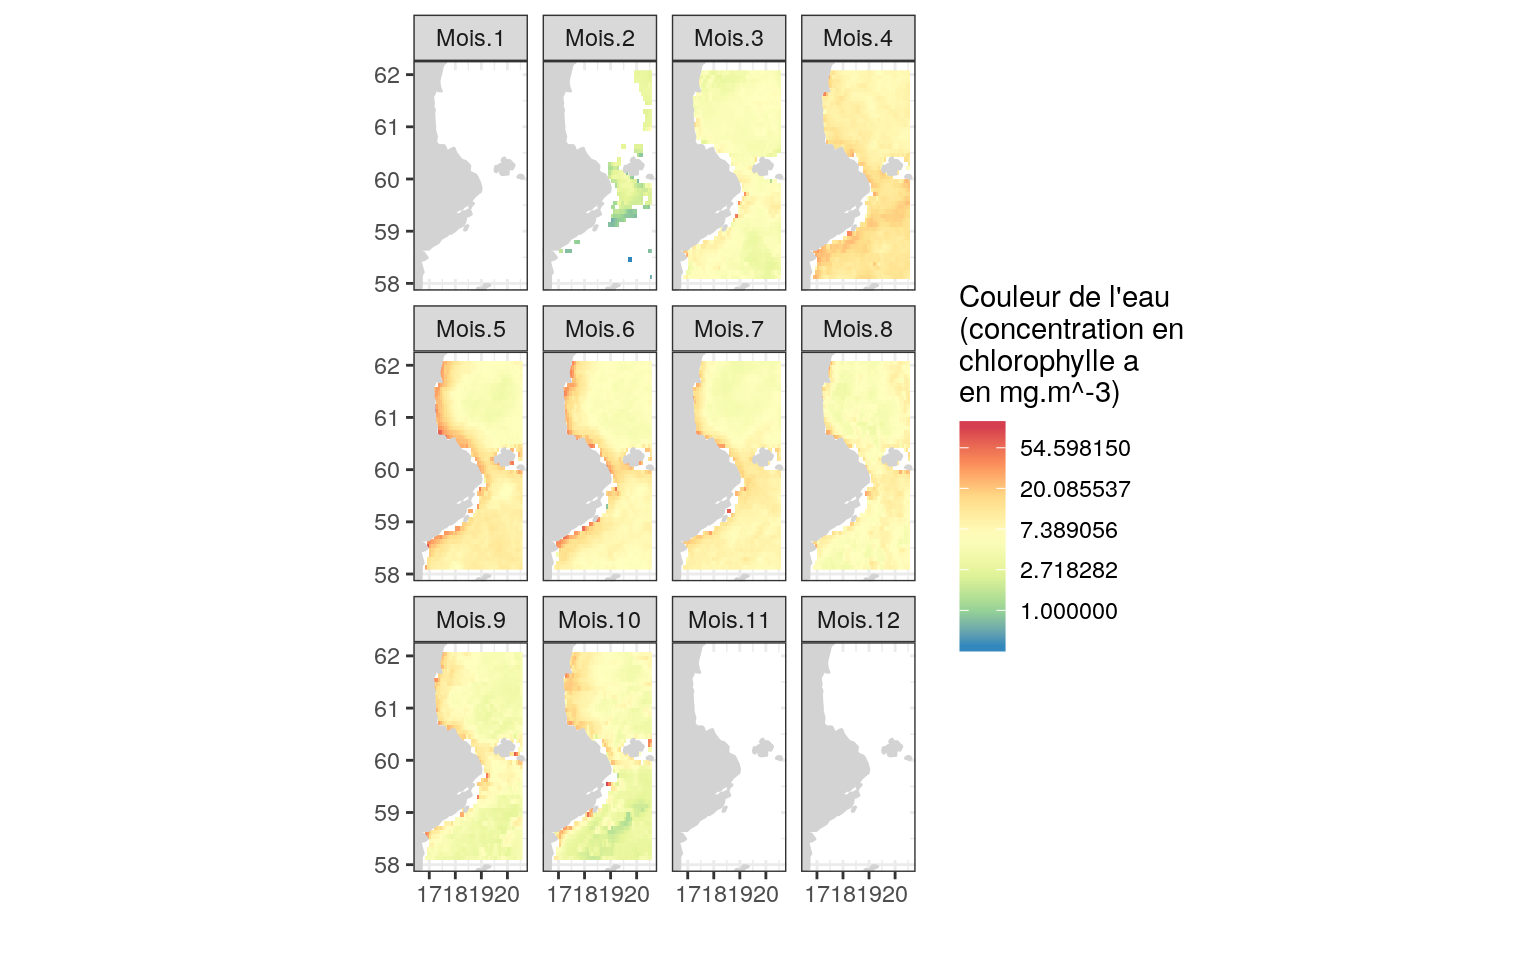 Mois.1 Mois.2 Mois.3 Mois.4
62
61
60
59
58
Mois.5 Mois.6 Mois.7 Mois.8
62
61
60
59
58
Mois.9 Mois.10 Mois.11 Mois.12
62
61
60
59
58
17181920 17181920 17181920 17181920
Couleur de l'eau
(concentration en
chlorophylle a
en mg.m^-3)
54.598150
20.085537
7.389056
2.718282
1.000000